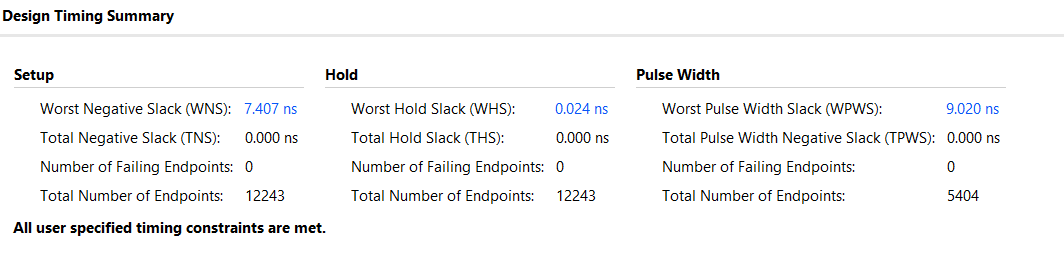 Design Timing Summary
Setup Hold Pulse Width
Worst Negative Slack (WNS): 7.407 ns Worst Hold Slack (WHS): 0.024 ns Worst Pulse Width Slack (WPWS): 9.020 ns
Total Negative Slack (TNS): 0.000 ns Total Hold Slack (THS): 0.000 ns Total Pulse Width Negative Slack (TPWS): 0.000 ns
Number of Failing Endpoints: 0 Number of Failing Endpoints: 0 Number of Failing Endpoints: 0
Total Number of Endpoints: 12243 Total Number of Endpoints: 12243 Total Number of Endpoints: 5404
All user specified timing constraints are met.